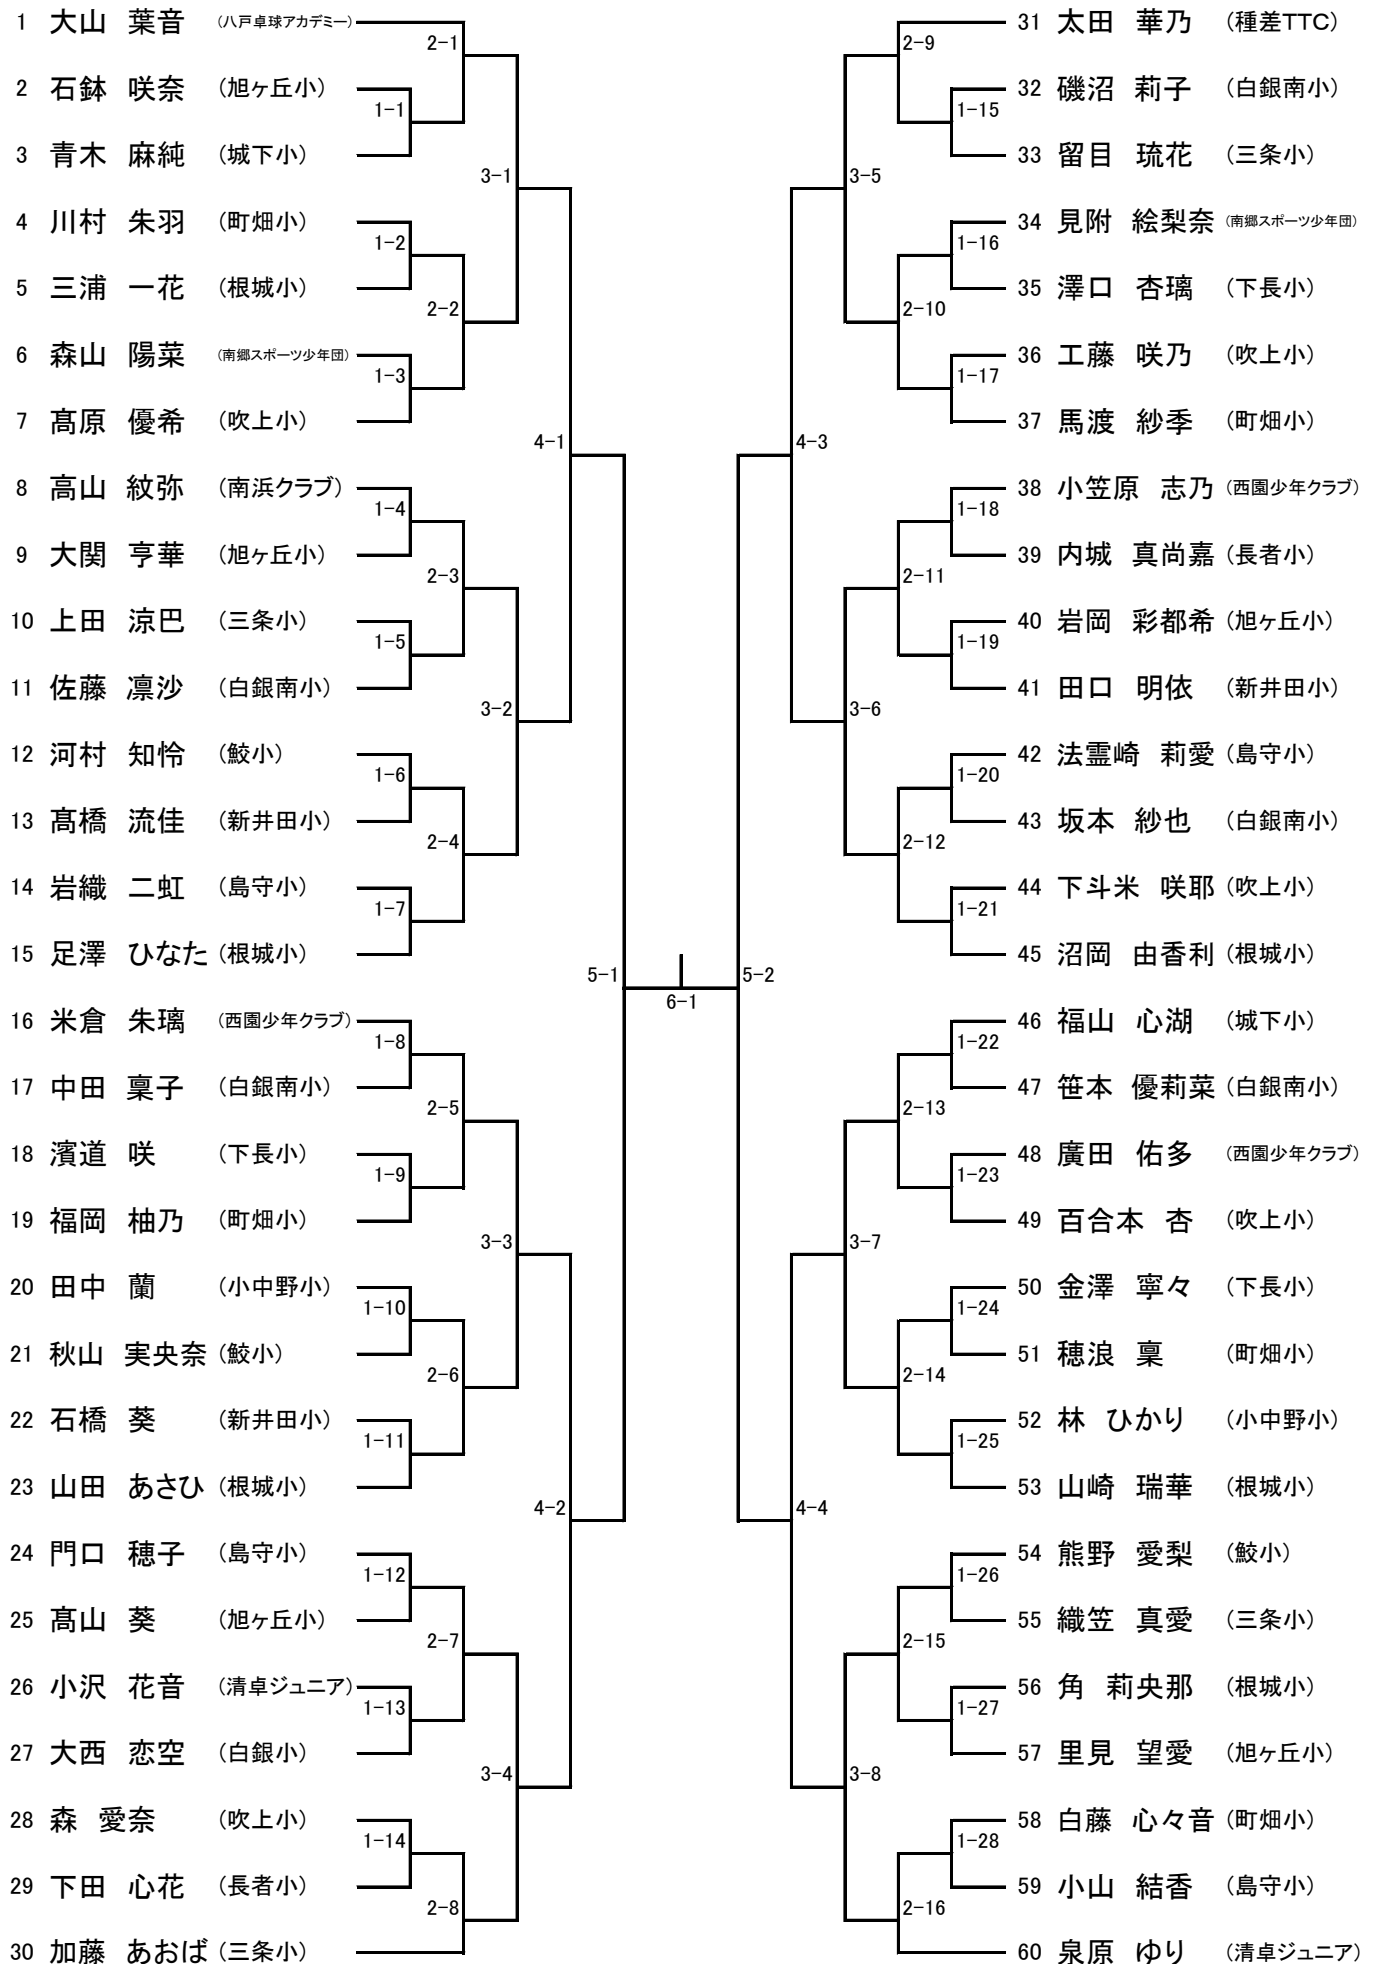 1 大山 葉音 (八戸卓球アカデミー)
2-1
2 石鉢 咲奈 (旭ヶ丘小)
1-1
3 青木 麻純 (城下小)
3-1
4 川村 朱羽 (町畑小)
1-2
5 三浦 一花 (根城小)
2-2
6 森山 陽菜 (南郷スポーツ少年団)
1-3
7 髙原 優希 (吹上小)
4-1
8 高山 紋弥 (南浜クラブ)
1-4
9 大関 亨華 (旭ヶ丘小)
2-3
10 上田 涼巴 (三条小)
1-5
11 佐藤 凛沙 (白銀南小)
3-2
12 河村 知怜 (鮫小)
1-6
13 髙橋 流佳 (新井田小)
2-4
14 岩織 二虹 (島守小)
1-7
15 足澤 ひなた (根城小)
5-1
6-1
16 米倉 朱璃 (西園少年クラブ)
1-8
17 中田 稟子 (白銀南小)
2-5
18 濱道 咲 (下長小)
1-9
19 福岡 柚乃 (町畑小)
3-3
20 田中 蘭 (小中野小)
1-10
21 秋山 実央奈 (鮫小)
2-6
22 石橋 葵 (新井田小)
1-11
23 山田 あさひ (根城小)
4-2
24 門口 穂子 (島守小)
1-12
25 髙山 葵 (旭ヶ丘小)
2-7
26 小沢 花音 (清卓ジュニア)
1-13
27 大西 恋空 (白銀小)
3-4
28 森 愛奈 (吹上小)
1-14
29 下田 心花 (長者小)
2-8
30 加藤 あおば (三条小)
31 太田 華乃 (種差TTC)
2-9
32 磯沼 莉子 (白銀南小)
1-15
33 留目 琉花 (三条小)
3-5
34 見附 絵梨奈 (南郷スポーツ少年団)
1-16
35 澤口 杏璃 (下長小)
2-10
36 工藤 咲乃 (吹上小)
1-17
37 馬渡 紗季 (町畑小)
4-3
38 小笠原 志乃 (西園少年クラブ)
1-18
39 内城 真尚嘉 (長者小)
2-11
40 岩岡 彩都希 (旭ヶ丘小)
1-19
41 田口 明依 (新井田小)
3-6
42 法霊崎 莉愛 (島守小)
1-20
43 坂本 紗也 (白銀南小)
2-12
44 下斗米 咲耶 (吹上小)
1-21
45 沼岡 由香利 (根城小)
5-2
46 福山 心湖 (城下小)
1-22
47 笹本 優莉菜 (白銀南小)
2-13
48 廣田 佑多 (西園少年クラブ)
1-23
49 百合本 杏 (吹上小)
3-7
50 金澤 寧々 (下長小)
1-24
51 穂浪 稟 (町畑小)
2-14
52 林 ひかり (小中野小)
1-25
53 山崎 瑞華 (根城小)
4-4
54 熊野 愛梨 (鮫小)
1-26
55 織笠 真愛 (三条小)
2-15
56 角 莉央那 (根城小)
1-27
57 里見 望愛 (旭ヶ丘小)
3-8
58 白藤 心々音 (町畑小)
1-28
59 小山 結香 (島守小)
2-16
60 泉原 ゆり (清卓ジュニア)